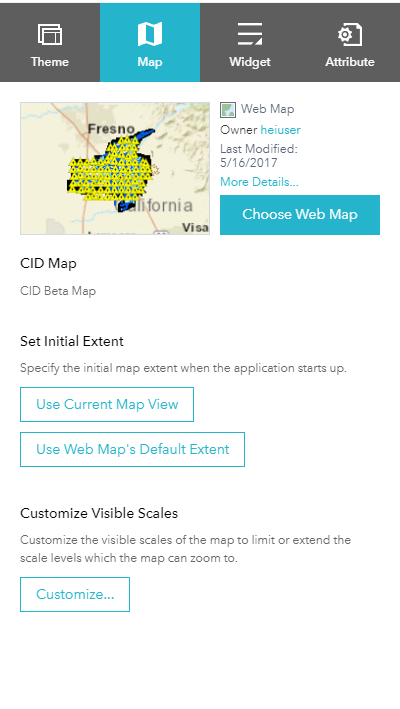 Theme Map Widget Attribute
Fresno
alifornia
Visa
Web Map
Owner heiuser
Last Modified:
5/16/2017
More Details...
Choose Web Map
CID Map
CID Beta Map
Set Initial Extent
Specify the initial map extent when the application starts up.
Use Current Map View
Use Web Map's Default Extent
Customize Visible Scales
Customize the visible scales of the map to limit or extend the
scale levels which the map can zoom to.
Customize...